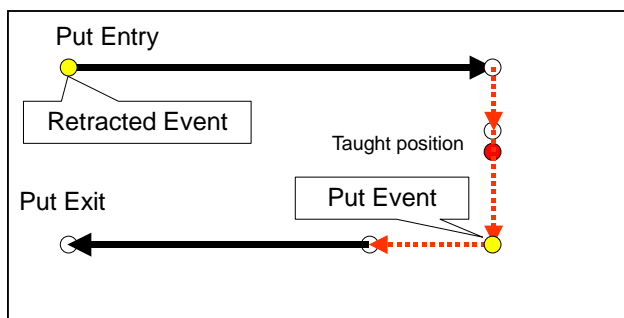 Put Entry
Retracted Event
Taught position
Put Event
Put Exit